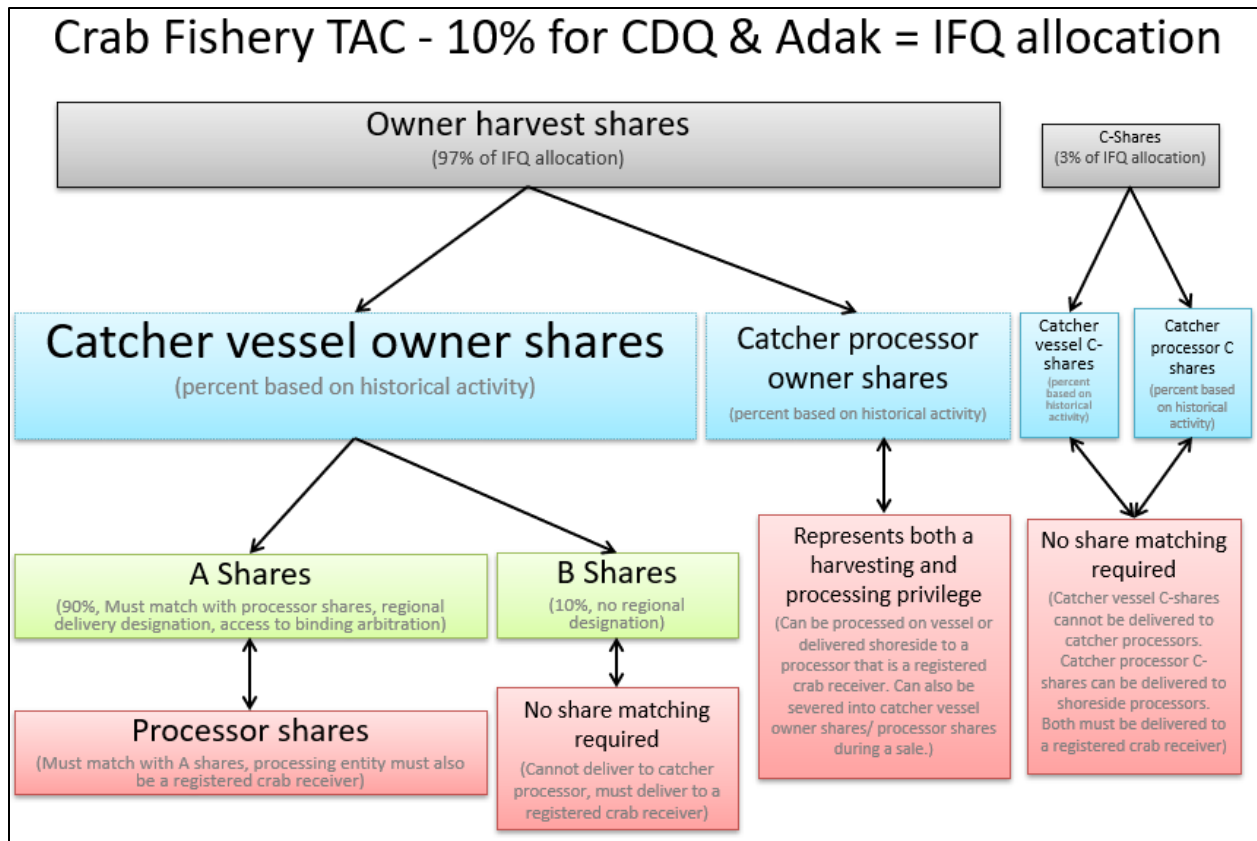 Crab Fishery TAC - 10% for CDQ & Adak = IFQ allocation
Owner harvest shares
(97% of IFQ allocation)
C-Shares
(3% of IFQ allocation)
Catcher vessel owner shares
(percent based on historical activity)
Catcher processor
owner shares
(percent based on historical activity)
Catcher
vessel C-
shares
(percent
based on
historical
activity)
Catcher
processor C
shares
(percent based
on historical
activity)
A Shares
(90%, Must match with processor shares, regional
delivery designation, access to binding arbitration)
B Shares
(10%, no regional
designation)
Represents both a
harvesting and
processing privilege
(Can be processed on vessel or
delivered shoreside to a
processor that is a registered
crab receiver. Can also be
severed into catcher vessel
owner shares/ processor shares
during a sale.)
No share matching
required
(Catcher vessel C-shares
cannot be delivered to
catcher processors.
Catcher processor C-
shares can be delivered to
shoreside processors.
Both must be delivered to
a registered crab receiver)
Processor shares
(Must match with A shares, processing entity must also
be a registered crab receiver)
No share matching
required
(Cannot deliver to catcher
processor, must deliver to a
registered crab receiver)